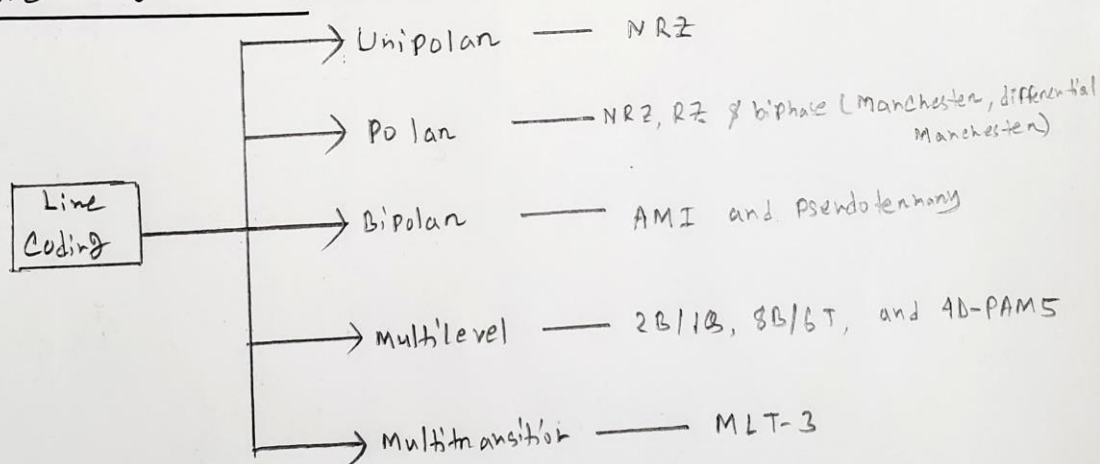 Unipolar — NRZ
Polar — NRZ, RZ & biphase (Manchester, differential
Manchester)
Line
Coding
Bipolar — AMI and pseudoternary
Multilevel — 2B/1Q, 8B/6T, and 4D-PAM5
Multitransition — MLT-3